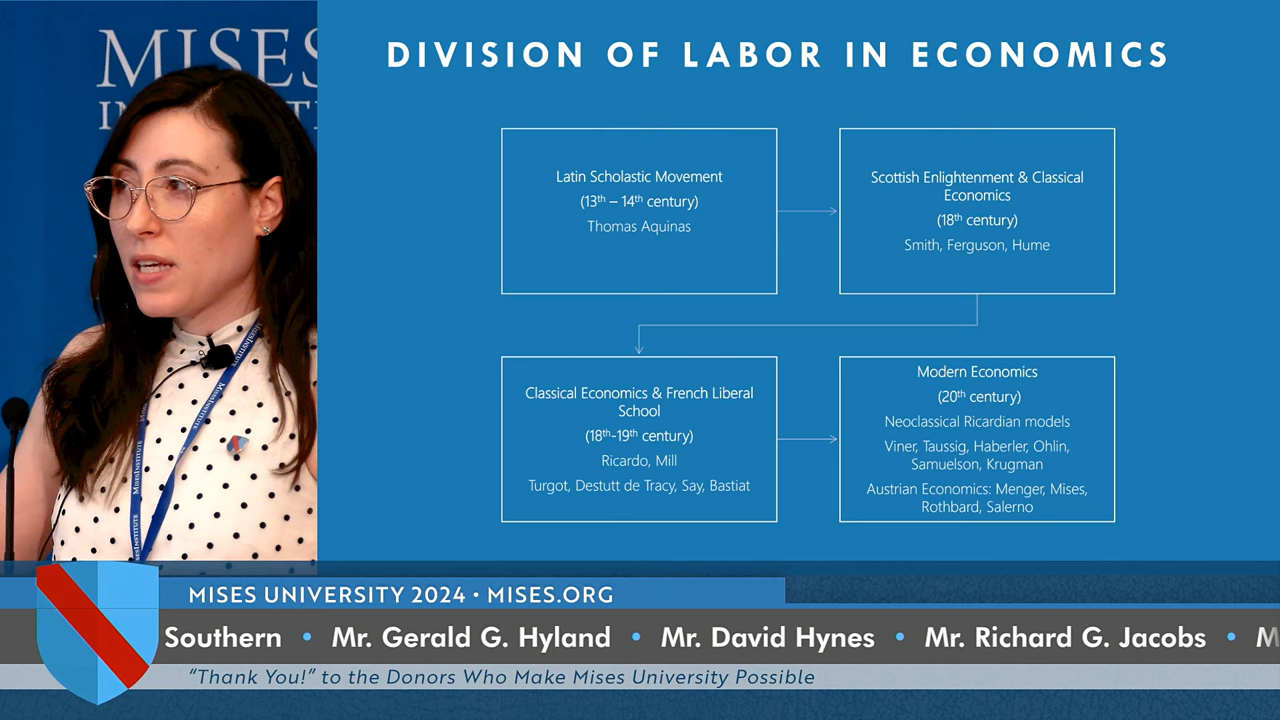 MISES
DIVISION OF LABOR IN ECONOMICS
Latin Scholastic Movement
(13th – 14th century)
Thomas Aquinas
Scottish Enlightenment & Classical
Economics
(18th century)
Smith, Ferguson, Hume
Classical Economics & French Liberal
School
(18th-19th century)
Ricardo, Mill
Turgot, Destutt de Tracy, Say, Bastiat
Modern Economics
(20th century)
Neoclassical Ricardian models
Viner, Taussig, Haberler, Ohlin,
Samuelson, Krugman
Austrian Economics: Menger, Mises,
Rothbard, Salerno
MISES INSTITUTE
MISES UNIVERSITY 2024 • MISES.ORG
Southern • Mr. Gerald G. Hyland • Mr. David Hynes • Mr. Richard G. Jacobs • M
“Thank You!” to the Donors Who Make Mises University Possible